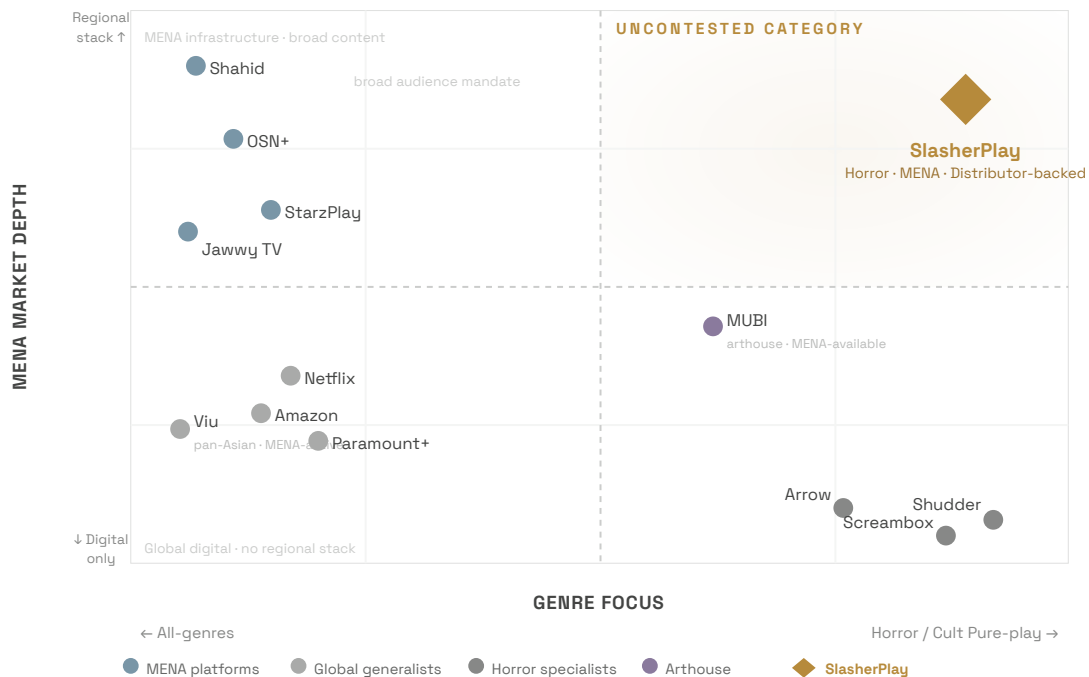 Regional
stack ↑
MENA infrastructure · broad content
UNCONTESTED CATEGORY
Shahid
broad audience mandate
OSN+
SlasherPlay
Horror · MENA · Distributor-backed
StarzPlay
Jawwy TV
MENA MARKET DEPTH
MUBI
arthouse · MENA-available
Netflix
Viu
Amazon
pan-Asian · MENA-
Paramount+
Arrow
Shudder
Screambox
↓ Digital
only
Global digital · no regional stack
GENRE FOCUS
← All-genres
Horror / Cult Pure-play →
MENA platforms
Global generalists
Horror specialists
Arthouse
SlasherPlay